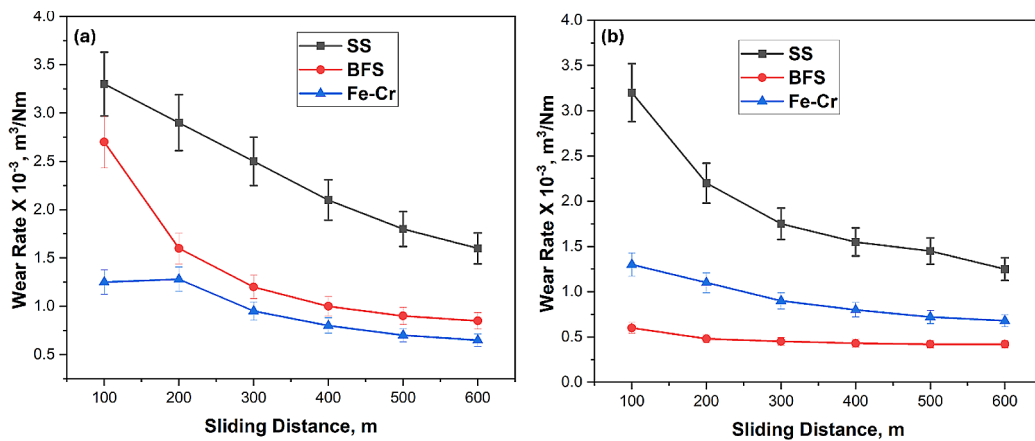 (a)
SS
BFS
Fe-Cr
Wear Rate X 10⁻³, m³/Nm
4.0
3.5
3.0
2.5
2.0
1.5
1.0
0.5
100 200 300 400 500 600
Sliding Distance, m
(b)
SS
BFS
Fe-Cr
Wear Rate X 10⁻³, m³/Nm
4.0
3.5
3.0
2.5
2.0
1.5
1.0
0.5
0.0
100 200 300 400 500 600
Sliding Distance, m